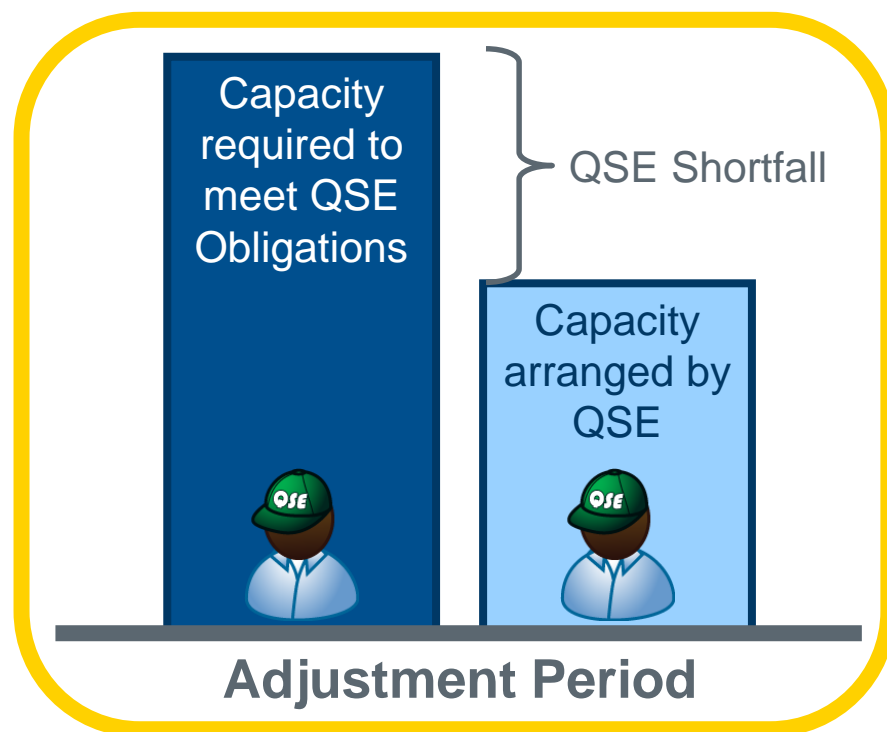 Capacity
required to
meet QSE
Obligations
QSE Shortfall
Capacity
arranged by
QSE
QSE
QSE
Adjustment Period